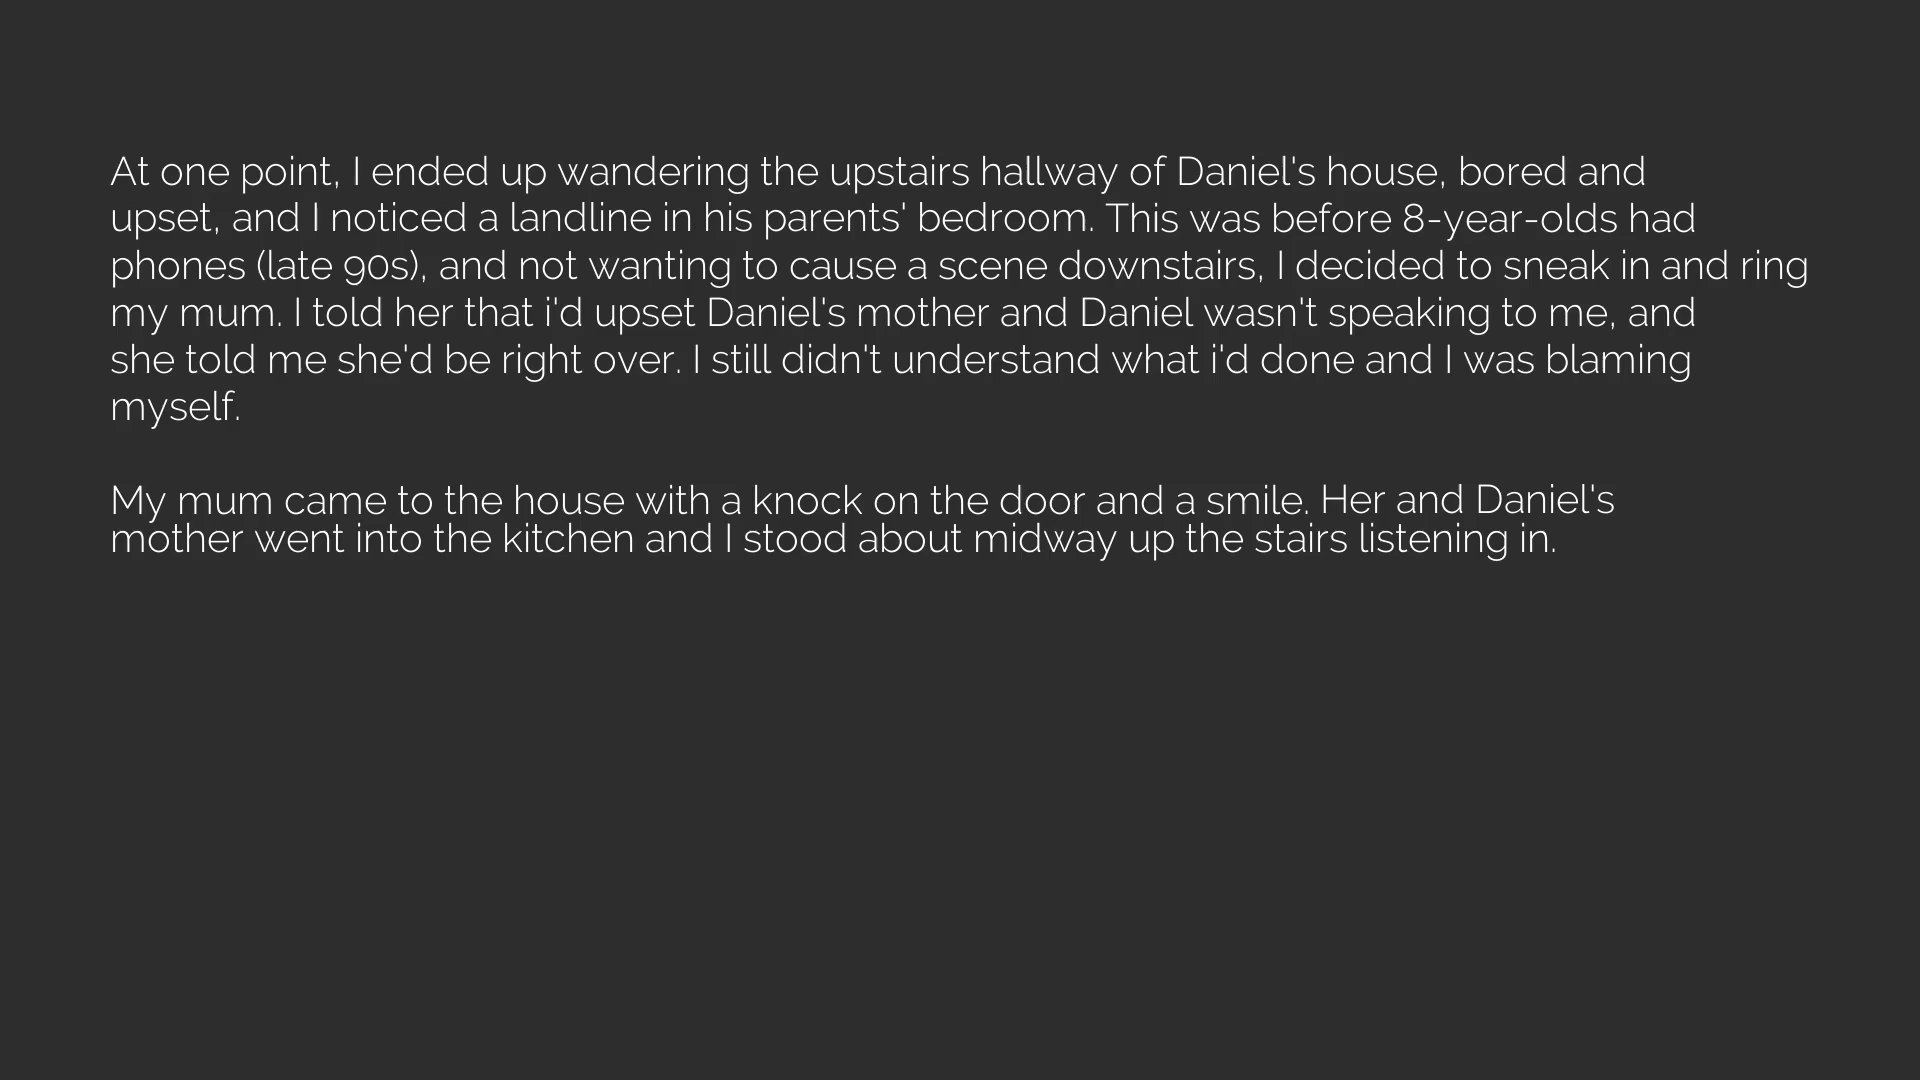 At one point, I ended up wandering the upstairs hallway of Daniel's house, bored and
upset, and I noticed a landline in his parents' bedroom. This was before 8-year-olds had
phones (late 90s), and not wanting to cause a scene downstairs, I decided to sneak in and ring
my mum. I told her that i'd upset Daniel's mother and Daniel wasn't speaking to me, and
she told me she'd be right over. I still didn't understand what i'd done and I was blaming
myself.
My mum came to the house with a knock on the door and a smile. Her and Daniel's
mother went into the kitchen and I stood about midway up the stairs listening in.